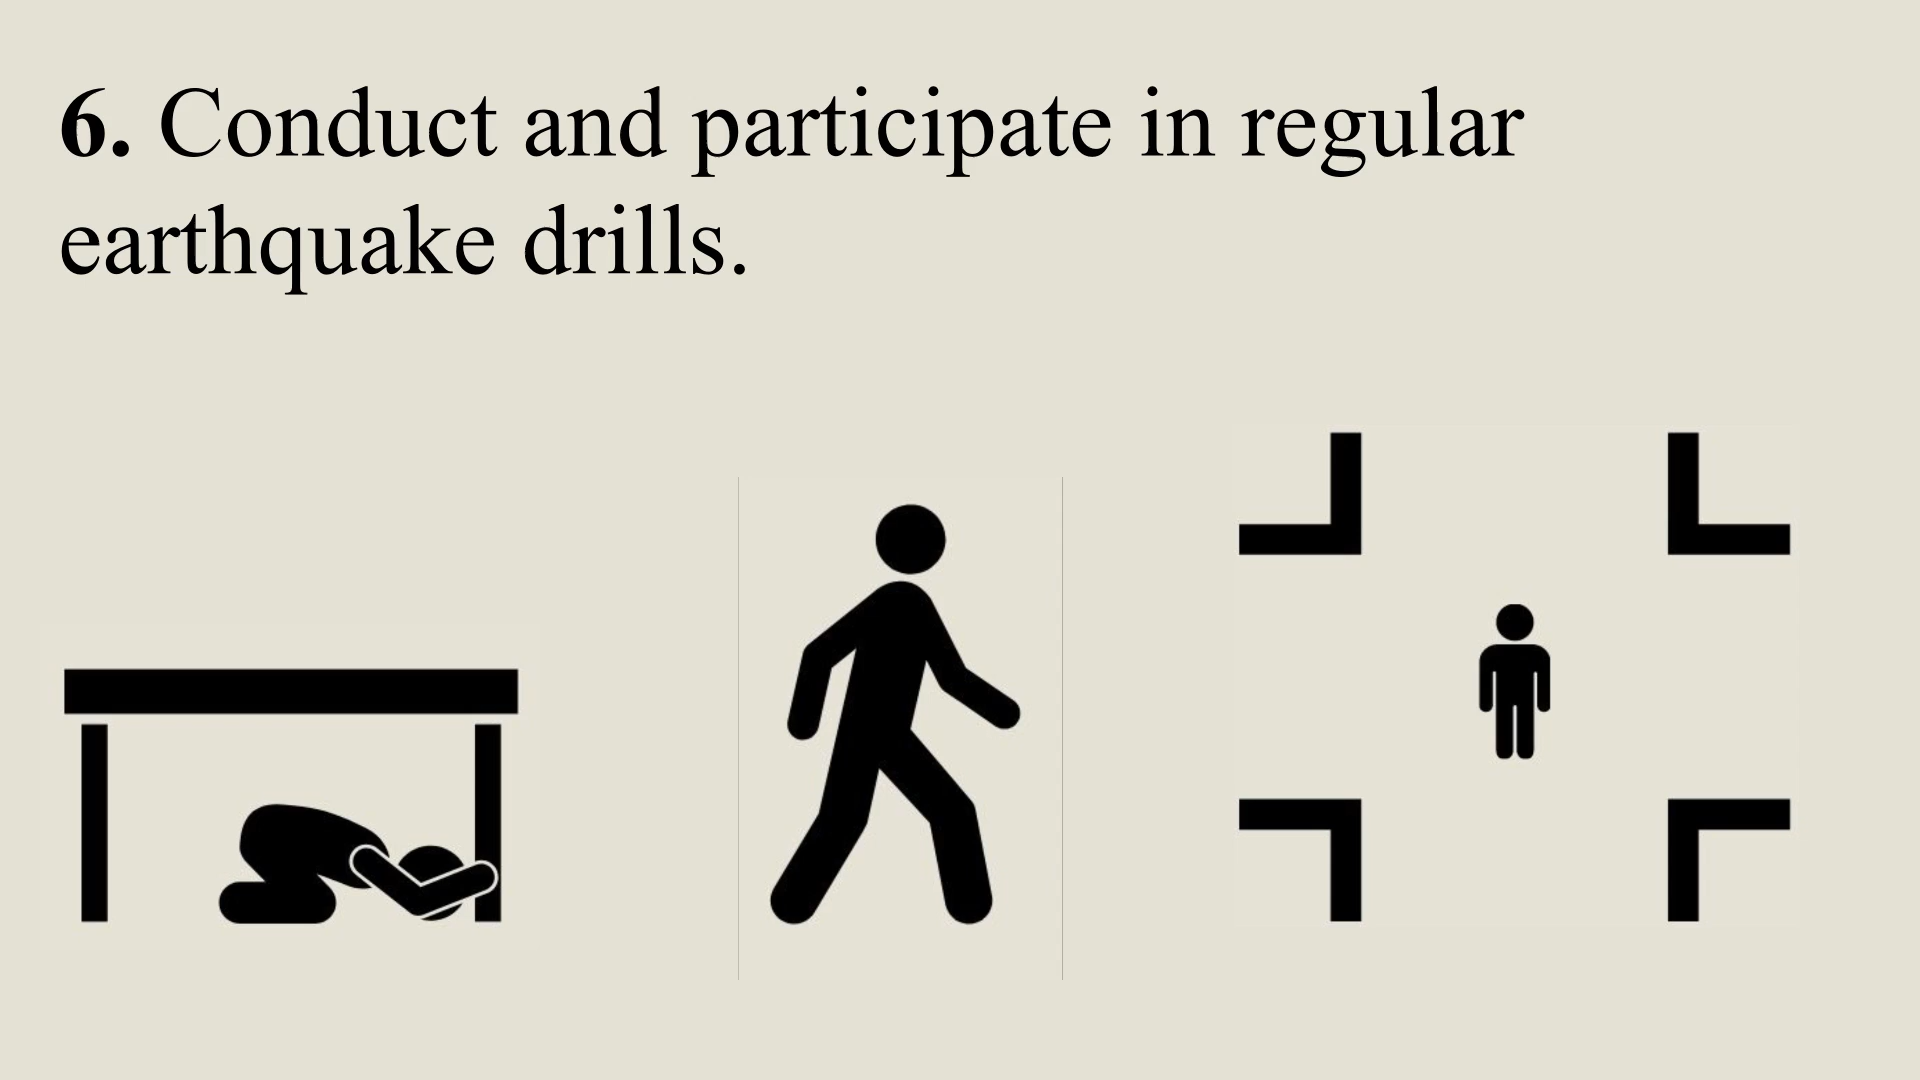 6. Conduct and participate in regular
earthquake drills.